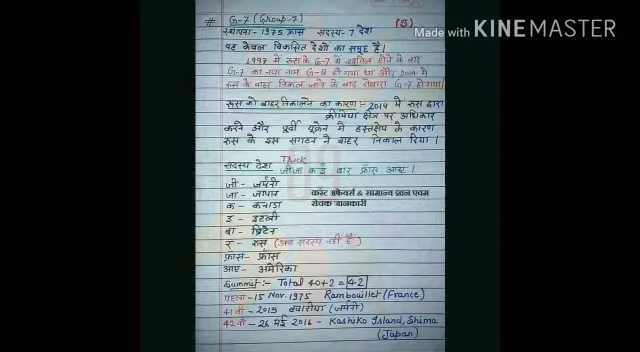 # G-7 (Group-7)
(5)
Made with KINEMASTER
स्थापना - 1975 फ्रांस सदस्य - 7 देश
यह केवल विकसित देशों का समूह है।
1997 में रूस के G-7 में शामिल होने के बाद
G-7 का नया नाम G-8 हो गया था और 2014 में
रूस के बाहर निकाल जाने के बाद दोबारा G-7 हो गया।
रूस को बाहर निकालने का कारण :- 2014 में रूस द्वारा
क्रीमिया क्षेत्र पर अधिकार
करने और पूर्वी यूक्रेन में हस्तक्षेप के कारण
रूस के इस संगठन ने बाहर निकाल दिया।
सदस्य देश Trick
जीजा कई बार फ्रांस आए।
जी - जर्मनी
जा - जापान
क - कनाडा
करेंट अफेयर्स & सामान्य ज्ञान एवम
रोचक जानकारी
ई - इटली
बा - ब्रिटेन
र - रूस (अब सदस्य नहीं है)
फ्रांस - फ्रांस
आए - अमेरिका
Summit :- Total 40+2 = 42
पहला - 15 Nov. 1975 Rambouillet (France)
41वाँ - 2015 बवारीया (जर्मनी)
42वाँ - 26 मई 2016 - Kashiko Island, Shima
(Japan)